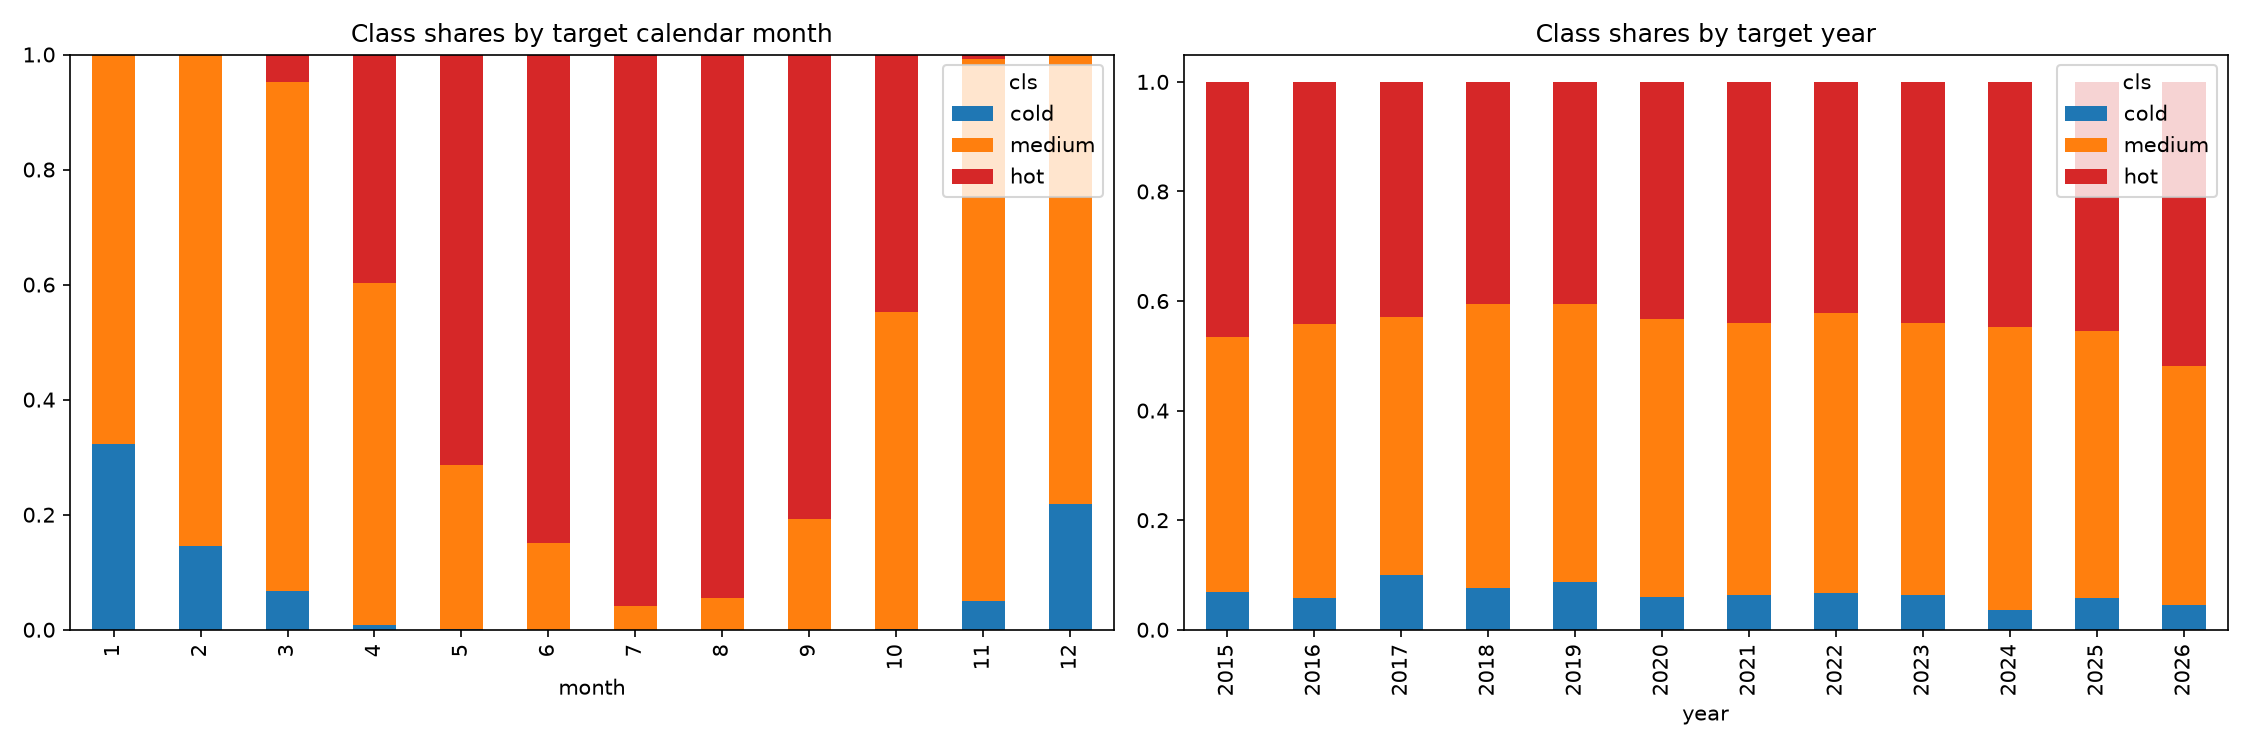 Class shares by target calendar month
1.0
0.8
0.6
0.4
0.2
0.0
cls
cold
medium
hot
1 2 3 4 5 6 7 8 9 10 11 12
month
Class shares by target year
1.0
0.8
0.6
0.4
0.2
0.0
cls
cold
medium
hot
2015 2016 2017 2018 2019 2020 2021 2022 2023 2024 2025 2026
year